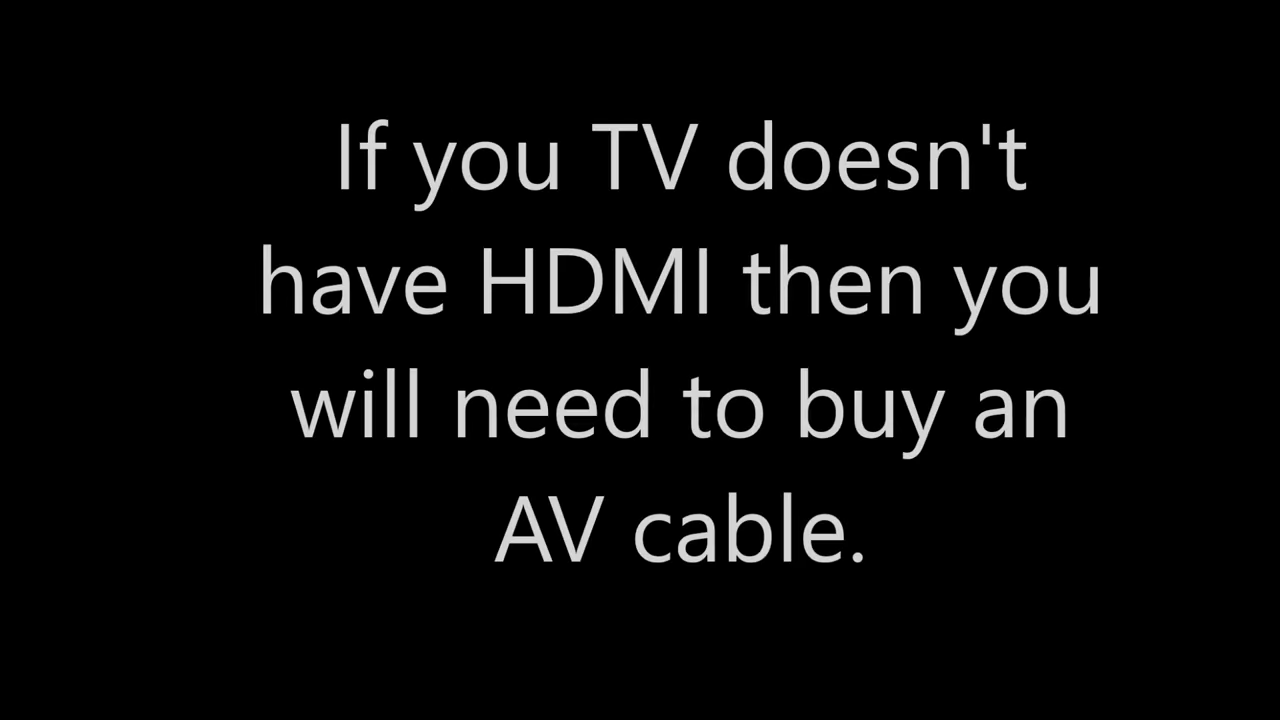 If you TV doesn't
have HDMI then you
will need to buy an
AV cable.